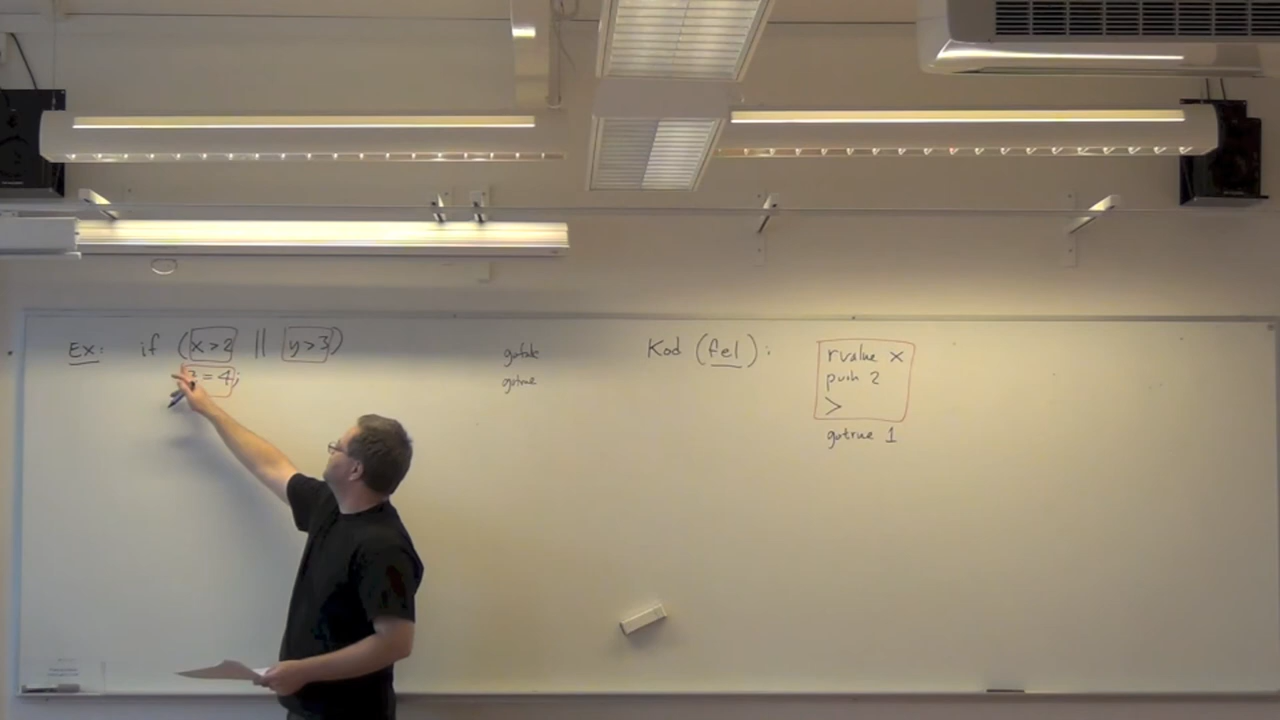 Ex: if (x>2 || y>3)
= 4;
gofalse
gotrue
Kod (fel):
rvalue x
push 2
>
gotrue 1